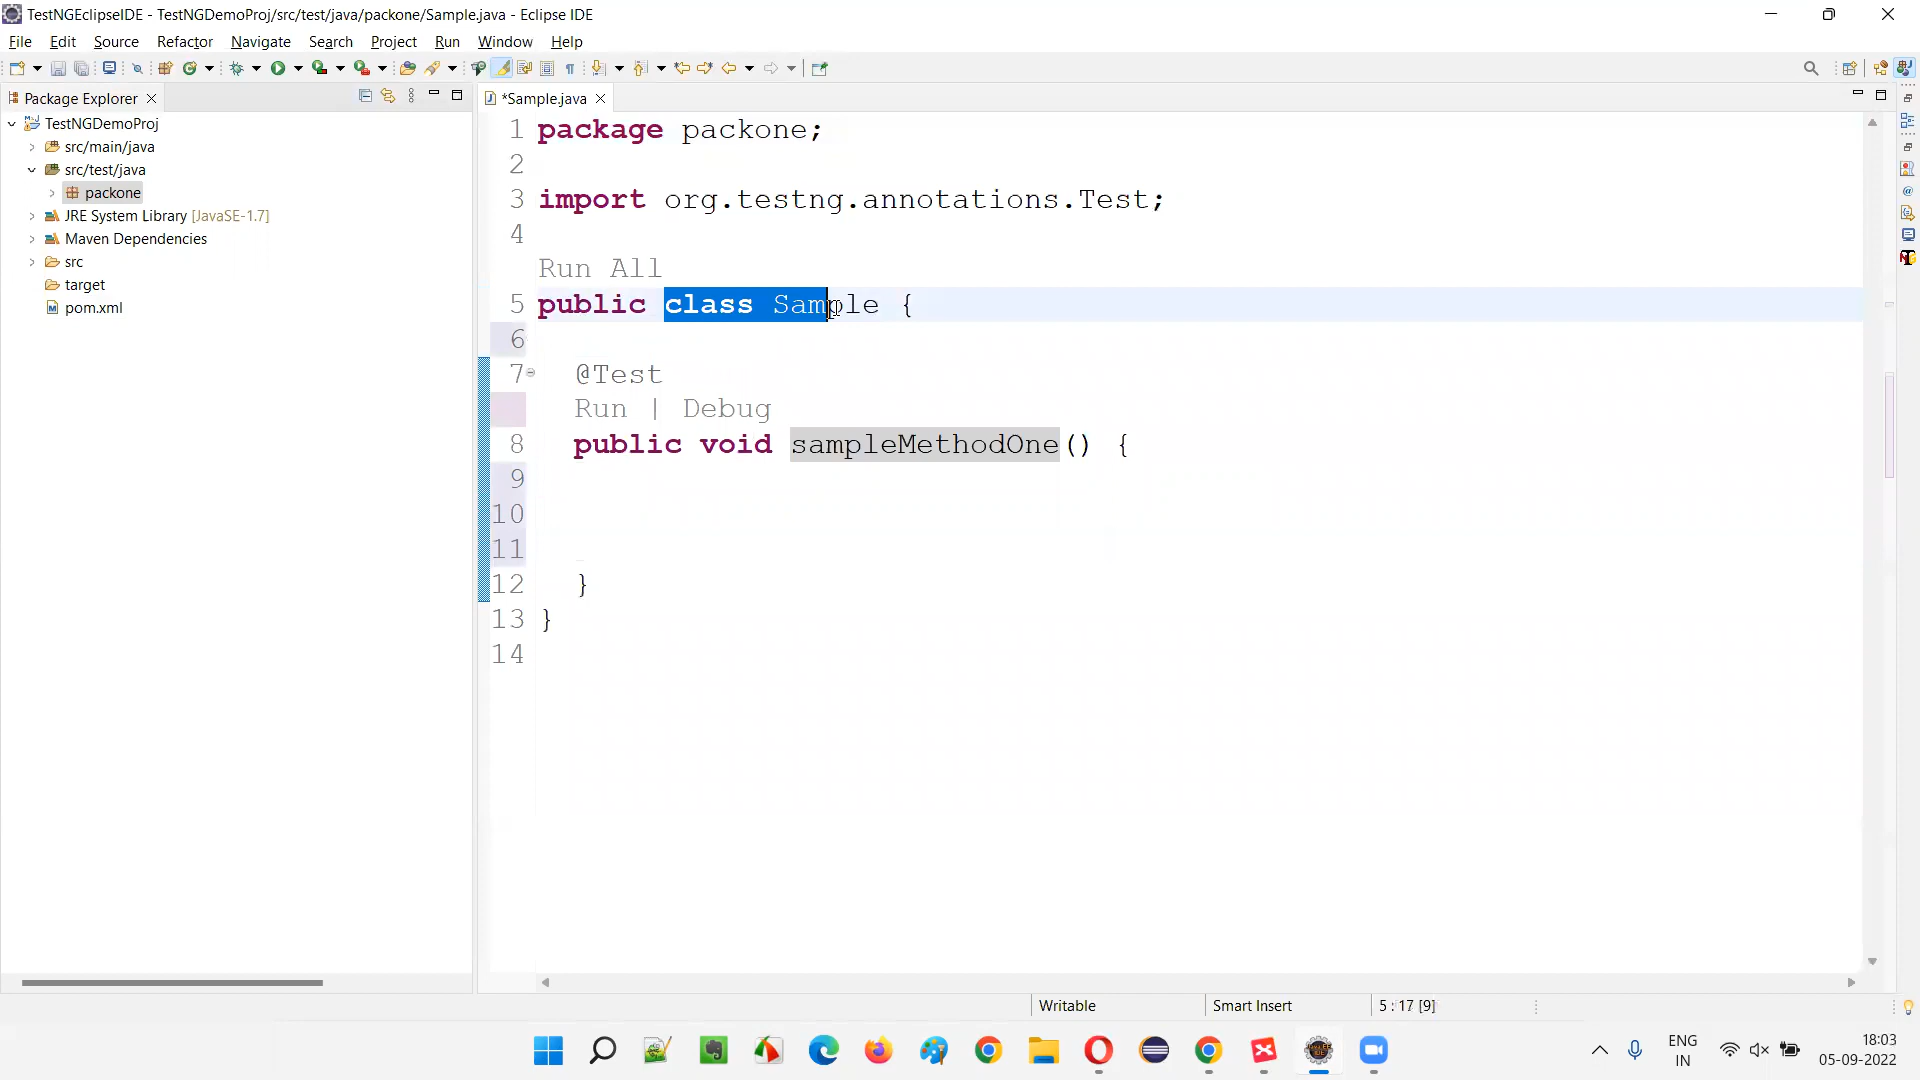 TestNGEclipseIDE - TestNGDemoProj/src/test/java/packone/Sample.java - Eclipse IDE
File Edit Source Refactor Navigate Search Project Run Window Help
Package Explorer
*Sample.java
TestNGDemoProj
src/main/java
src/test/java
packone
JRE System Library [JavaSE-1.7]
Maven Dependencies
src
target
pom.xml
1 package packone;
2
3 import org.testng.annotations.Test;
4
Run All
5 public class Sample {
6
7 @Test
Run | Debug
8 public void sampleMethodOne() {
9
10
11
12 }
13 }
14
Writable
Smart Insert
5 : 17 [9]
ENG
IN
18:03
05-09-2022